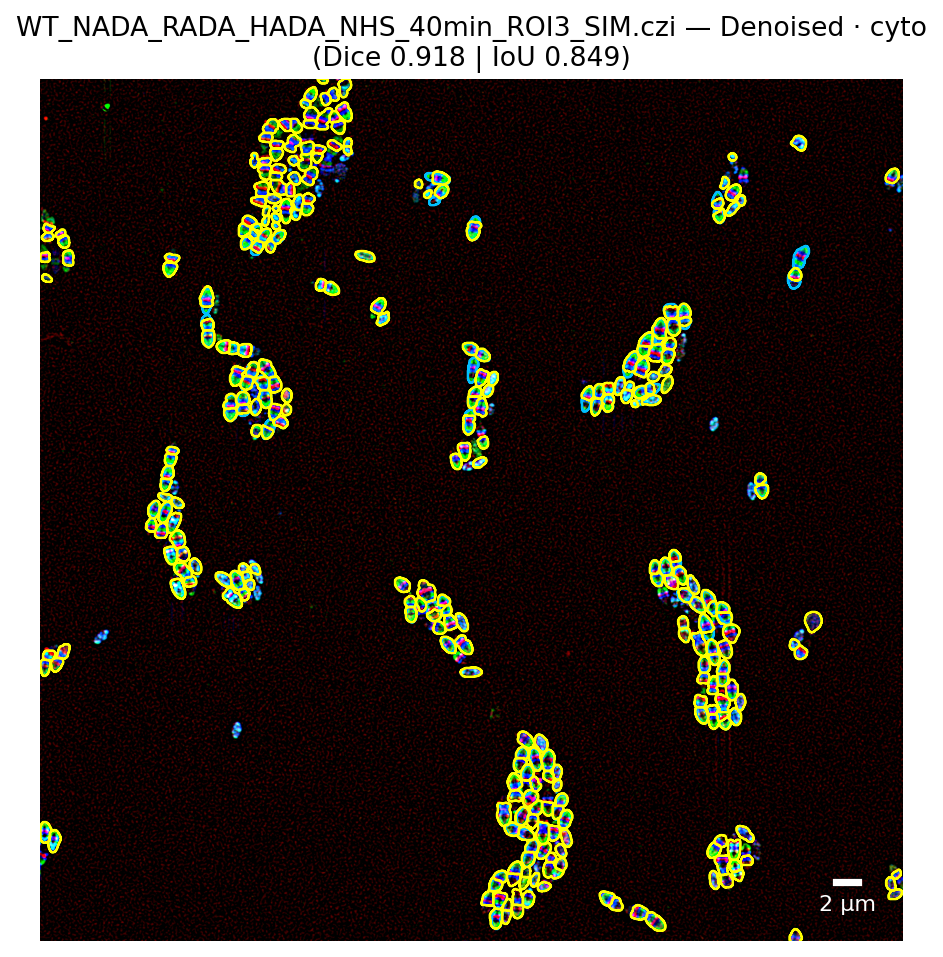 WT_NADA_RADA_HADA_NHS_40min_ROI3_SIM.czi — Denoised · cyto
(Dice 0.918 | IoU 0.849)
2 µm